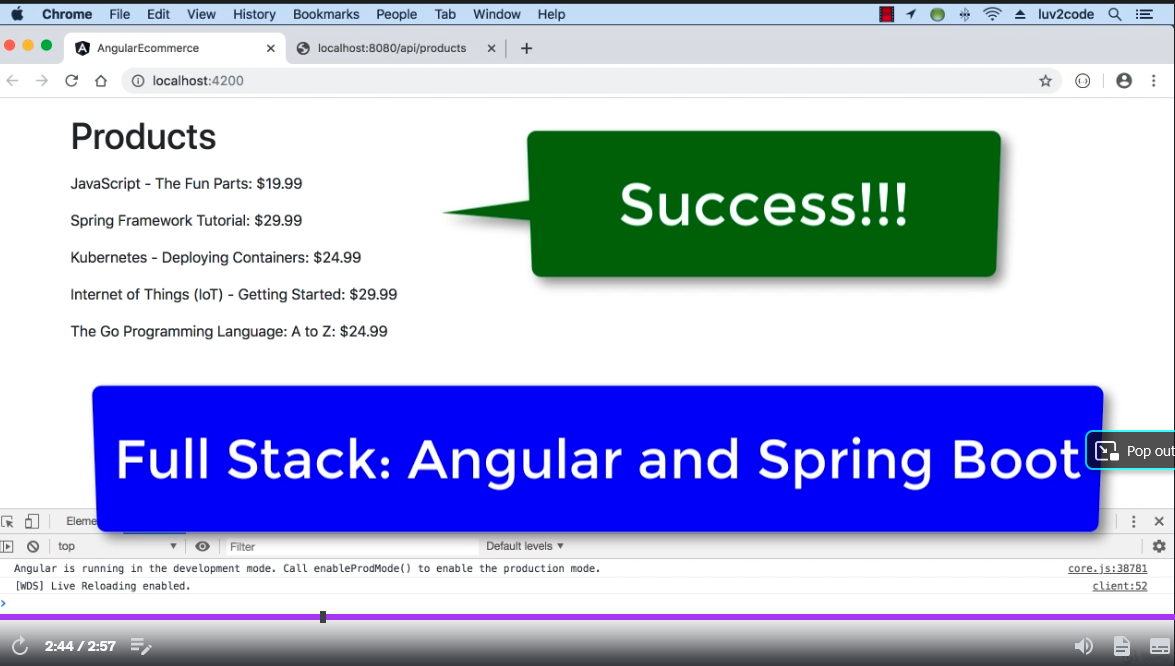 Chrome File Edit View History Bookmarks People Tab Window Help luv2code
AngularEcommerce localhost:8080/api/products
localhost:4200
Products
JavaScript - The Fun Parts: $19.99
Spring Framework Tutorial: $29.99
Kubernetes - Deploying Containers: $24.99
Internet of Things (IoT) - Getting Started: $29.99
The Go Programming Language: A to Z: $24.99
Success!!!
Full Stack: Angular and Spring Boot
Pop out
Eleme
top Filter Default levels
Angular is running in the development mode. Call enableProdMode() to enable the production mode. core.js:38781
[WDS] Live Reloading enabled. client:52
2:44 / 2:57